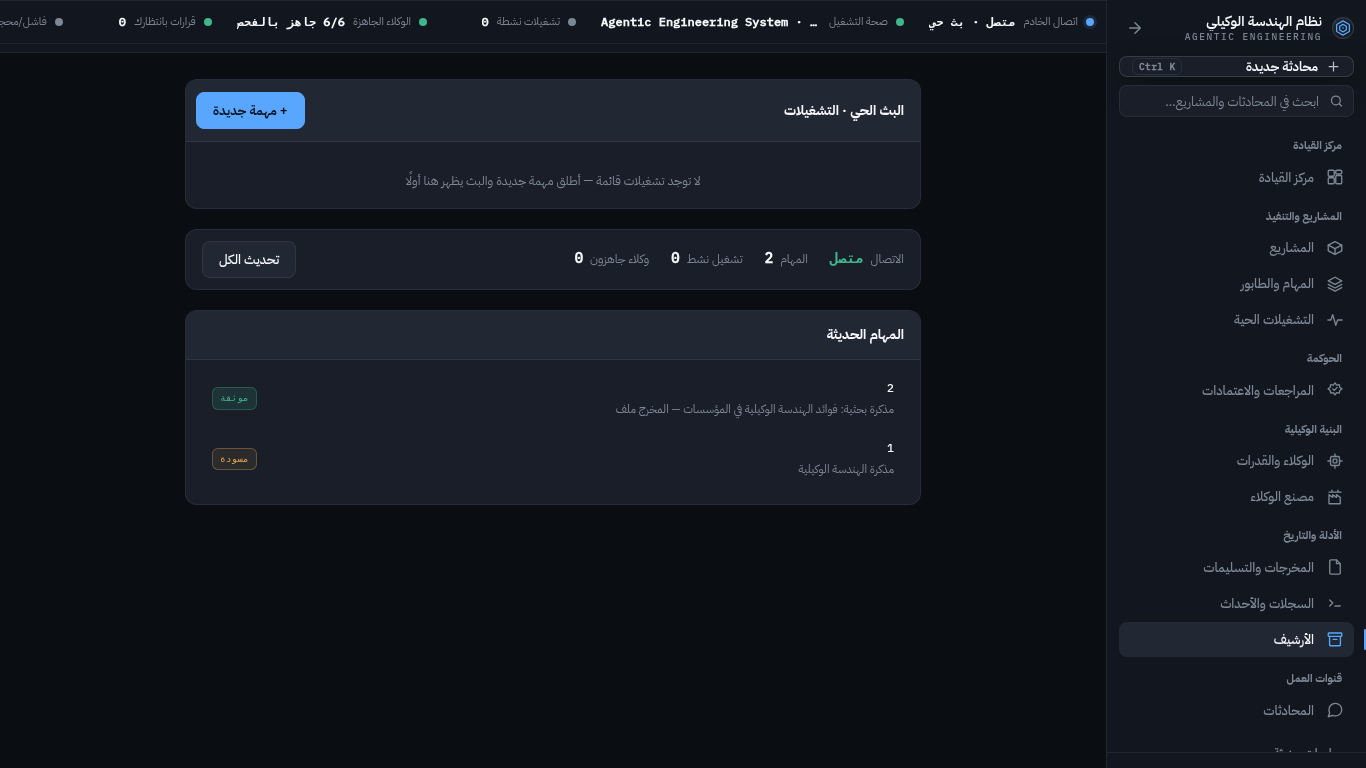 نظام الهندسة الوكيلي
AGENTIC ENGINEERING
محادثة جديدة
Ctrl K
ابحث في المحادثات والمشاريع...
مركز القيادة
مركز القيادة
المشاريع والتنفيذ
المشاريع
المهام والطابور
التشغيلات الحية
الحوكمة
المراجعات والاعتمادات
البنية الوكيلية
الوكلاء والقدرات
مصنع الوكلاء
الأدلة والتاريخ
المخرجات والتسليمات
السجلات والأحداث
الأرشيف
قنوات العمل
المحادثات
اتصال الخادم متصل · بث حي
صحة التشغيل Agentic Engineering System · …
تشغيلات نشطة 0
الوكلاء الجاهزة 6/6 جاهز بالفحص
قرارات بانتظارك 0
البث الحي · التشغيلات
+ مهمة جديدة
لا توجد تشغيلات قائمة — أطلق مهمة جديدة والبث يظهر هنا أولًا
الاتصال متصل المهام 2 تشغيل نشط 0 وكلاء جاهزون 0
تحديث الكل
المهام الحديثة
2
مذكرة بحثية: فوائد الهندسة الوكيلية في المؤسسات — المخرج ملف
1
مذكرة الهندسة الوكيلية
مسودة